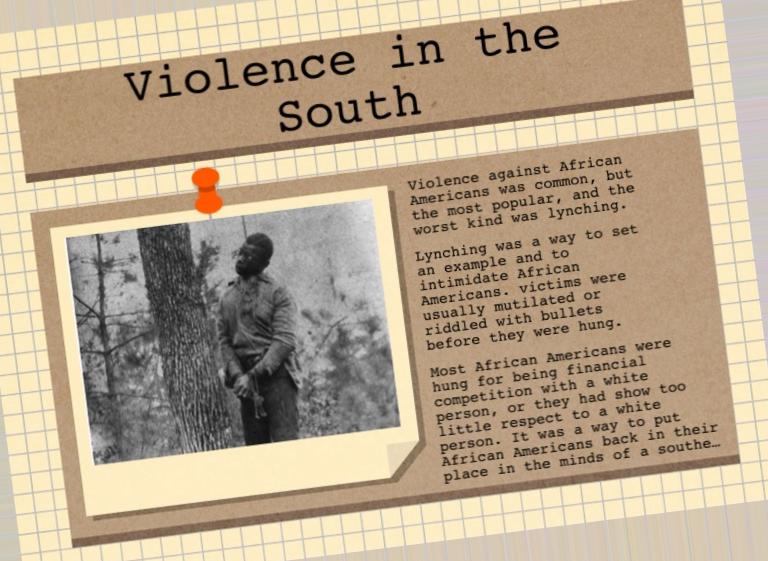 Violence in the
South
Violence against African
Americans was common, but
the most popular, and the
worst kind was lynching.
Lynching was a way to set
an example and to
intimidate African
Americans. victims were
usually mutilated or
riddled with bullets
before they were hung.
Most African Americans were
hung for being financial
competition with a white
person, or they had show too
little respect to a white
person. It was a way to put
African Americans back in their
place in the minds of a southe…